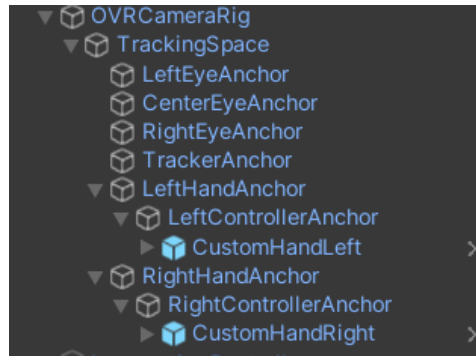 OVRCameraRig
TrackingSpace
LeftEyeAnchor
CenterEyeAnchor
RightEyeAnchor
TrackerAnchor
LeftHandAnchor
LeftControllerAnchor
CustomHandLeft
RightHandAnchor
RightControllerAnchor
CustomHandRight